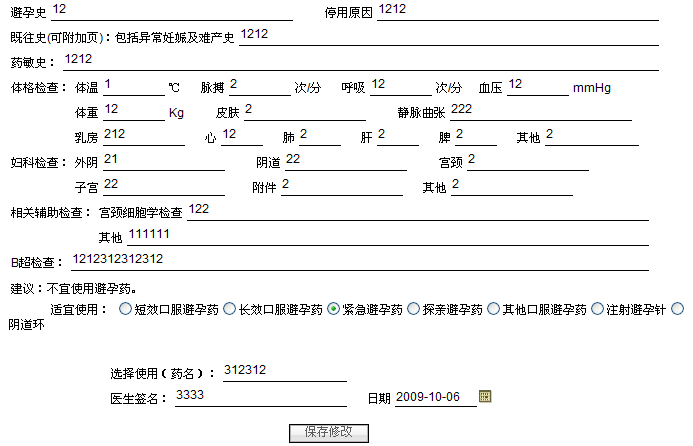 避孕史 12 停用原因 1212
既往史(可附加页)：包括异常妊娠及难产史 1212
药敏史： 1212
体格检查： 体温 1 ℃ 脉搏 2 次/分 呼吸 12 次/分 血压 12 mmHg
体重 12 Kg 皮肤 2 静脉曲张 222
乳房 212 心 12 肺 2 肝 2 脾 2 其他 2
妇科检查： 外阴 21 阴道 22 宫颈 2
子宫 22 附件 2 其他 2
相关辅助检查： 宫颈细胞学检查 122
其他 111111
B超检查： 1212312312312
建议：不宜使用避孕药。
适宜使用： 短效口服避孕药 长效口服避孕药 紧急避孕药 探亲避孕药 其他口服避孕药 注射避孕针
阴道环
选择使用（药名）： 312312
医生签名： 3333 日期 2009-10-06
保存修改